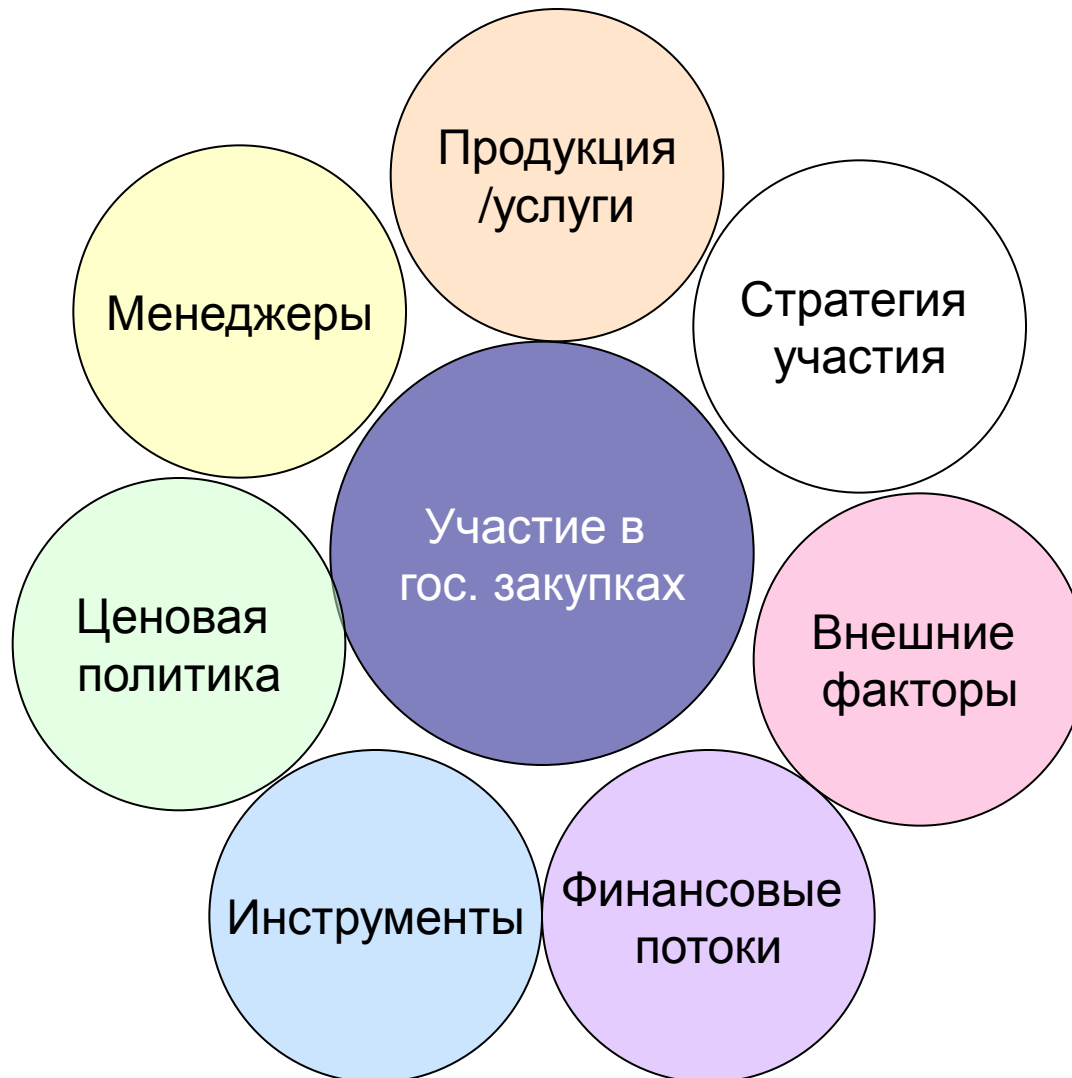 Продукция
/услуги
Менеджеры
Стратегия
участия
Участие в
гос. закупках
Ценовая
политика
Внешние
факторы
Инструменты
Финансовые
потоки